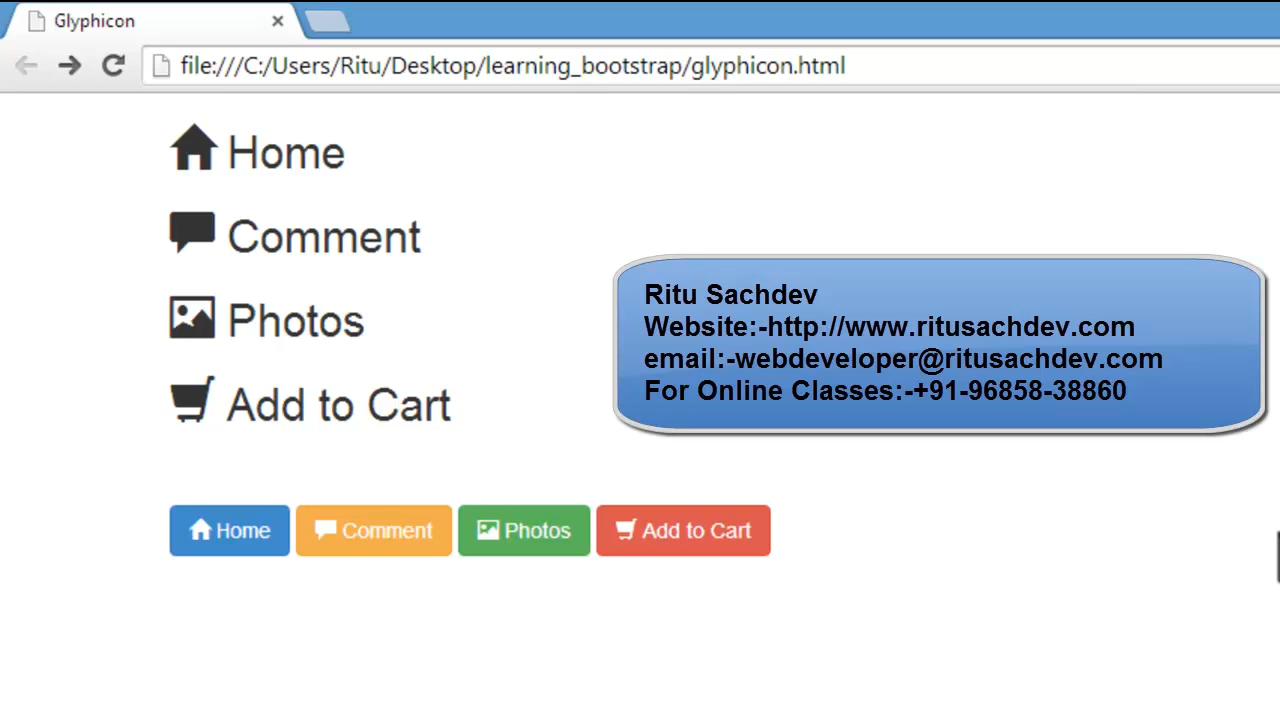 Glyphicon
file:///C:/Users/Ritu/Desktop/learning_bootstrap/glyphicon.html
Home
Comment
Photos
Add to Cart
Ritu Sachdev
Website:-http://www.ritusachdev.com
email:-webdeveloper@ritusachdev.com
For Online Classes:-+91-96858-38860
Home Comment Photos Add to Cart